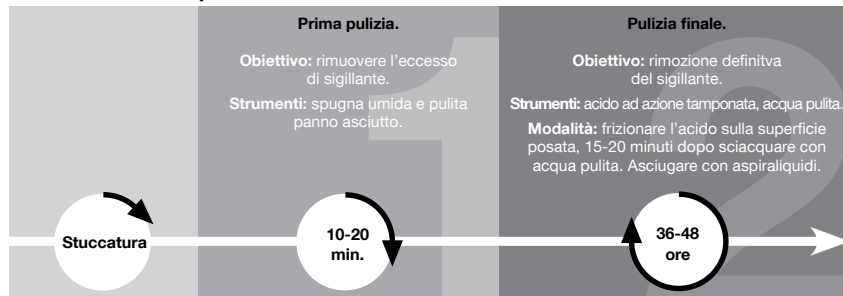 Prima pulizia.
Obiettivo: rimuovere l'eccesso
di sigillante.
Strumenti: spugna umida e pulita
panno asciutto.
1
Pulizia finale.
Obiettivo: rimozione definitva
del sigillante.
Strumenti: acido ad azione tamponata, acqua pulita.
Modalità: frizionare l'acido sulla superficie
posata, 15-20 minuti dopo sciacquare con
acqua pulita. Asciugare con aspiraliquidi.
2
Stuccatura
10-20
min.
36-48
ore